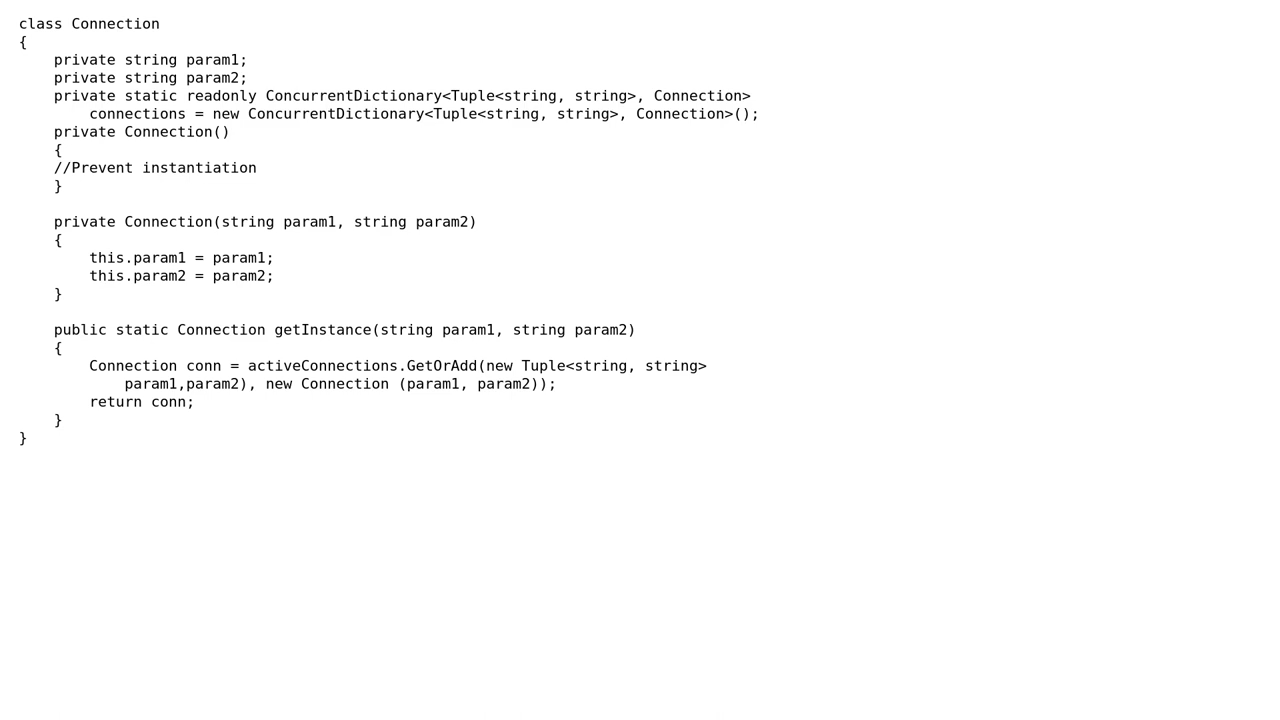 class Connection
{
    private string param1;
    private string param2;
    private static readonly ConcurrentDictionary<Tuple<string, string>, Connection>
        connections = new ConcurrentDictionary<Tuple<string, string>, Connection>();
    private Connection()
    {
    //Prevent instantiation
    }

    private Connection(string param1, string param2)
    {
        this.param1 = param1;
        this.param2 = param2;
    }

    public static Connection getInstance(string param1, string param2)
    {
        Connection conn = activeConnections.GetOrAdd(new Tuple<string, string>
            param1,param2), new Connection (param1, param2));
        return conn;
    }
}